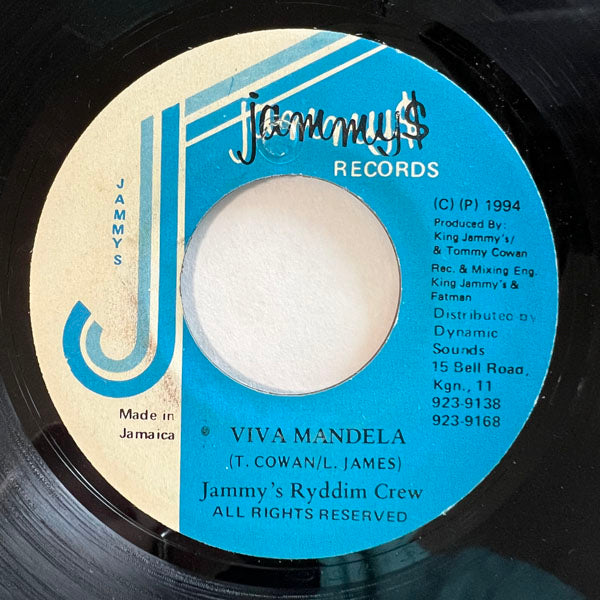 jammy$
RECORDS
JAMMYS
(C) (P) 1994
Produced By:
King Jammy's/
& Tommy Cowan
Rec. & Mixing Eng.
King Jammy's &
Fatman
Distributed by
Dynamic
Sounds
15 Bell Road,
Kgn., 11
923-9138
923-9168
Made in
Jamaica
VIVA MANDELA
(T. COWAN/L. JAMES)
Jammy's Ryddim Crew
ALL RIGHTS RESERVED